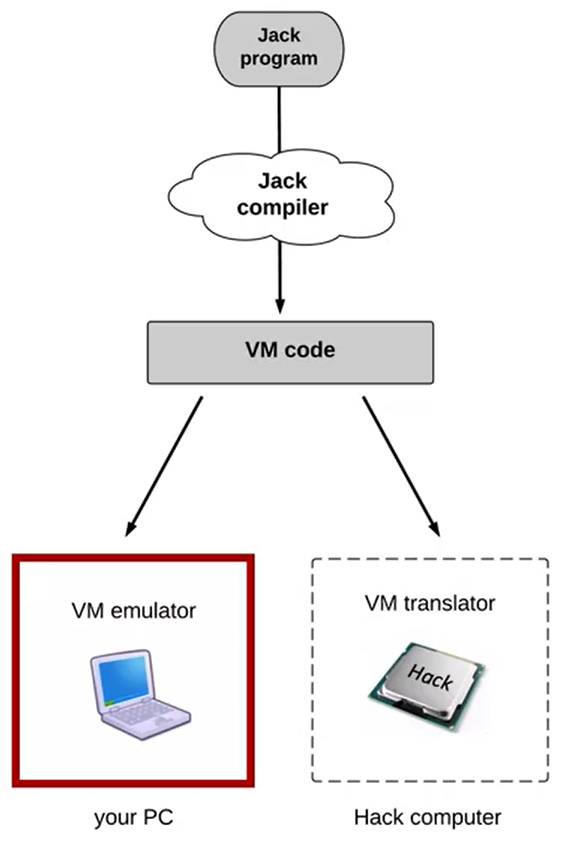 Jack
program
Jack
compiler
VM code
VM emulator
VM translator
Hack
your PC
Hack computer